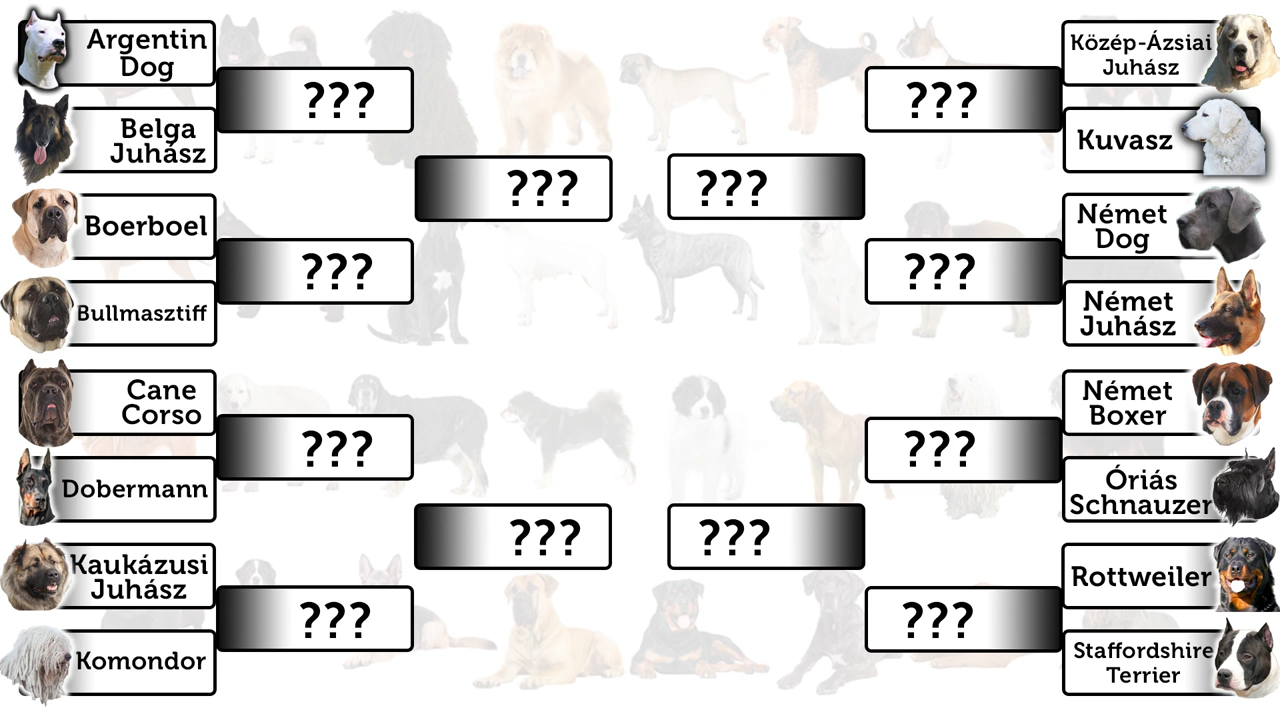 Argentin
Dog
Belga
Juhász
Boerboel
Bullmasztiff
Cane
Corso
Dobermann
Kaukázusi
Juhász
Komondor
???
???
???
???
???
???
???
???
???
???
???
???
Közép-Ázsiai
Juhász
Kuvasz
Német
Dog
Német
Juhász
Német
Boxer
Óriás
Schnauzer
Rottweiler
Staffordshire
Terrier